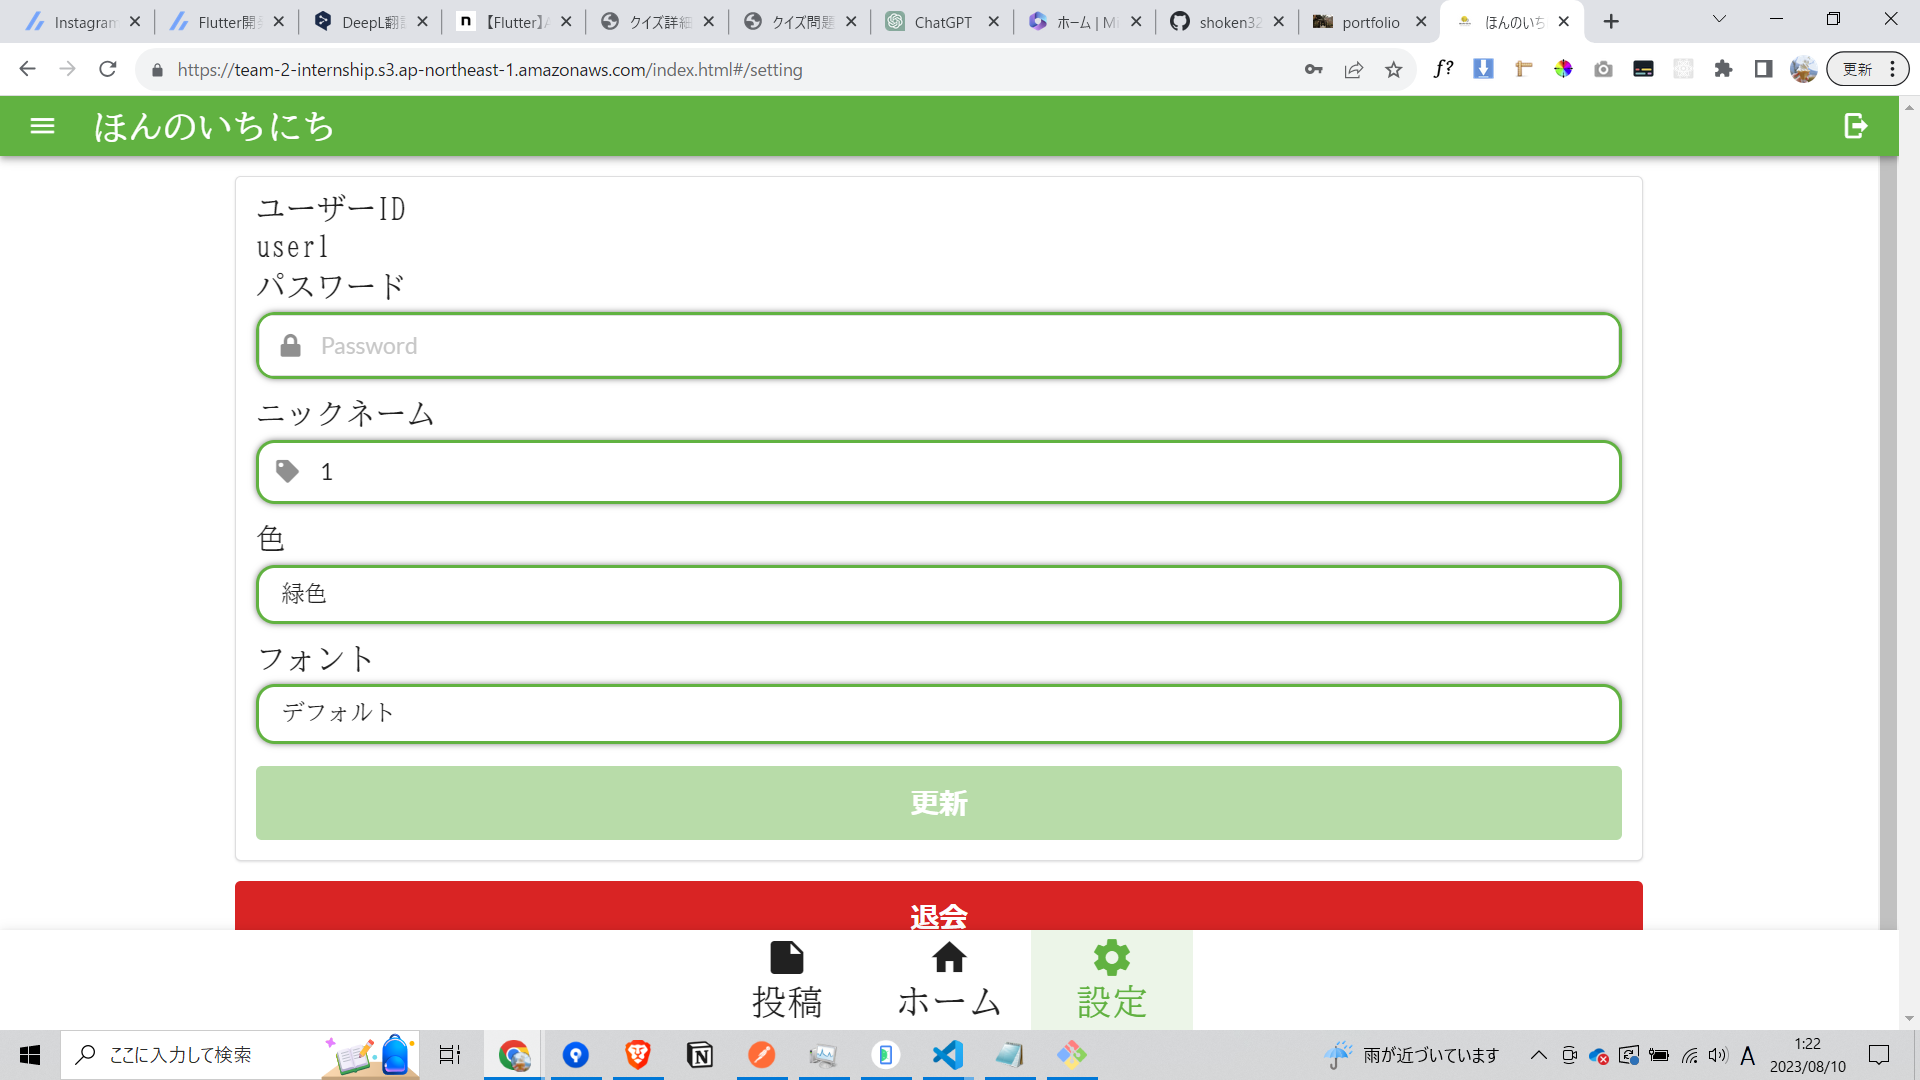 Instagram
Flutter開発
DeepL翻訳
【Flutter】A
クイズ詳細
クイズ問題
ChatGPT
ホーム | Mi
shoken32
portfolio
ほんのいち
https://team-2-internship.s3.ap-northeast-1.amazonaws.com/index.html#/setting
f?
更新
ほんのいちにち
ユーザーID
user1
パスワード
Password
ニックネーム
1
色
緑色
フォント
デフォルト
更新
退会
投稿
ホーム
設定
ここに入力して検索
雨が近づいています
A
1:22
2023/08/10